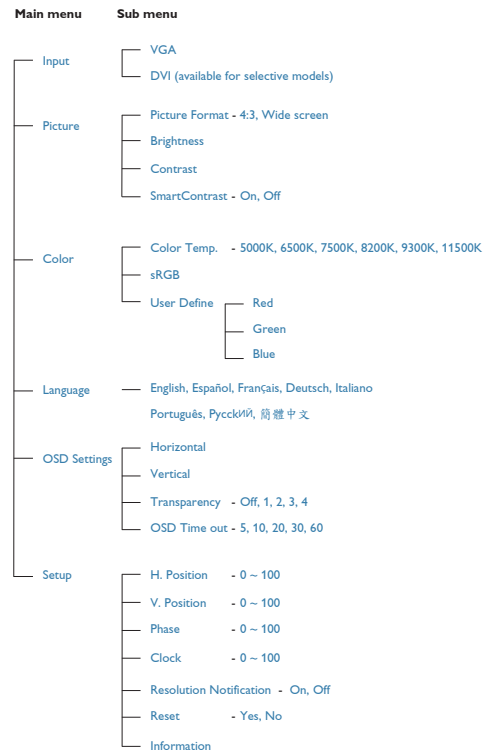 Main menu Sub menu
Input
VGA
DVI (available for selective models)
Picture
Picture Format - 4:3, Wide screen
Brightness
Contrast
SmartContrast - On, Off
Color
Color Temp. - 5000K, 6500K, 7500K, 8200K, 9300K, 11500K
sRGB
User Define
Red
Green
Blue
Language
English, Español, Français, Deutsch, Italiano
Português, Русский, 簡體中文
OSD Settings
Horizontal
Vertical
Transparency - Off, 1, 2, 3, 4
OSD Time out - 5, 10, 20, 30, 60
Setup
H. Position - 0 ~ 100
V. Position - 0 ~ 100
Phase - 0 ~ 100
Clock - 0 ~ 100
Resolution Notification - On, Off
Reset - Yes, No
Information